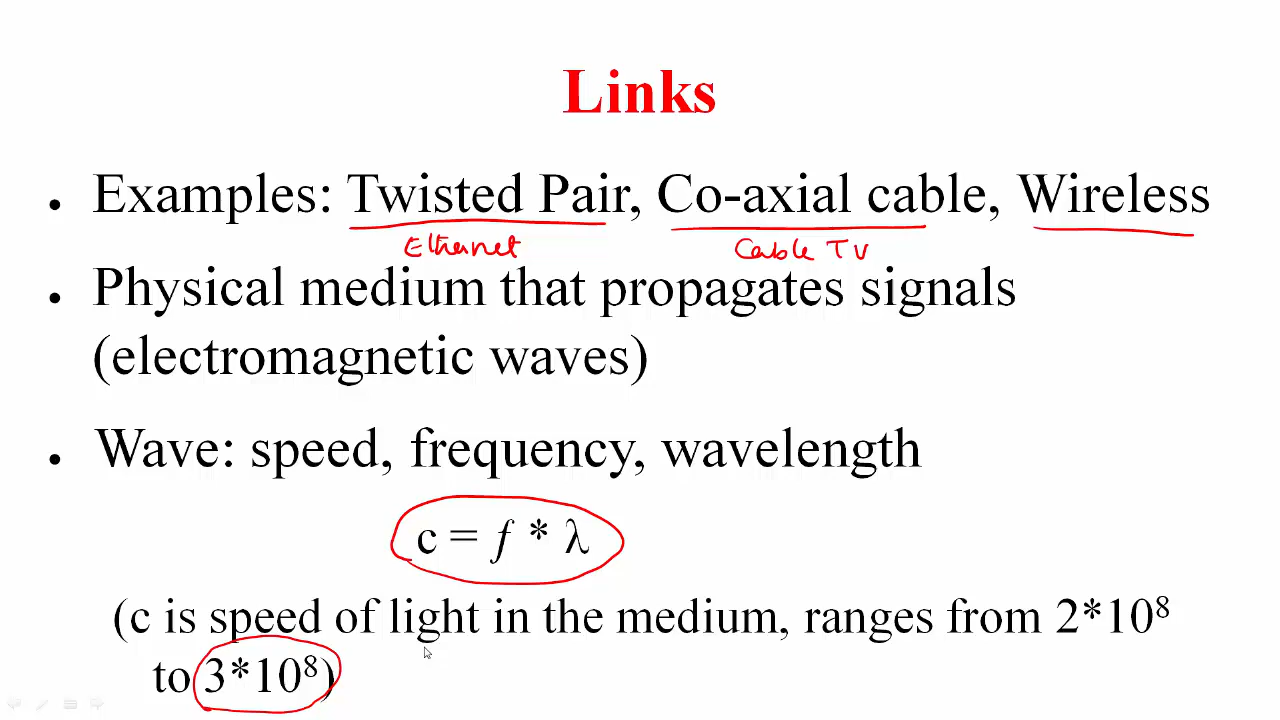 Links
• Examples: Twisted Pair, Co-axial cable, Wireless
Ethernet Cable TV
• Physical medium that propagates signals
(electromagnetic waves)
• Wave: speed, frequency, wavelength
c = f * λ
(c is speed of light in the medium, ranges from 2*10⁸
to 3*10⁸)